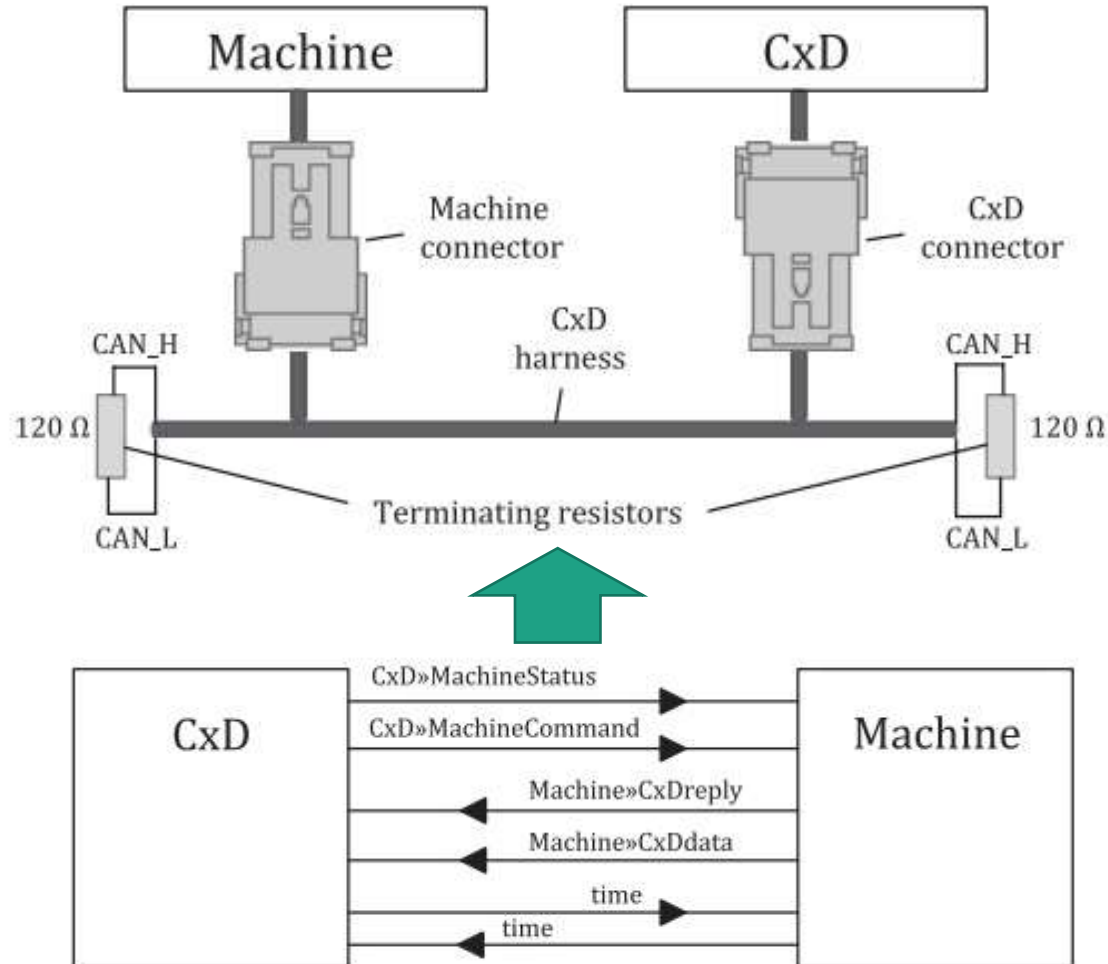 Machine
CxD
Machine
connector
CxD
connector
CxD
harness
CAN_H
CAN_H
120 Ω
120 Ω
Terminating resistors
CAN_L
CAN_L
CxD»MachineStatus
CxD
CxD»MachineCommand
Machine
Machine»CxDreply
Machine»CxDdata
time
time